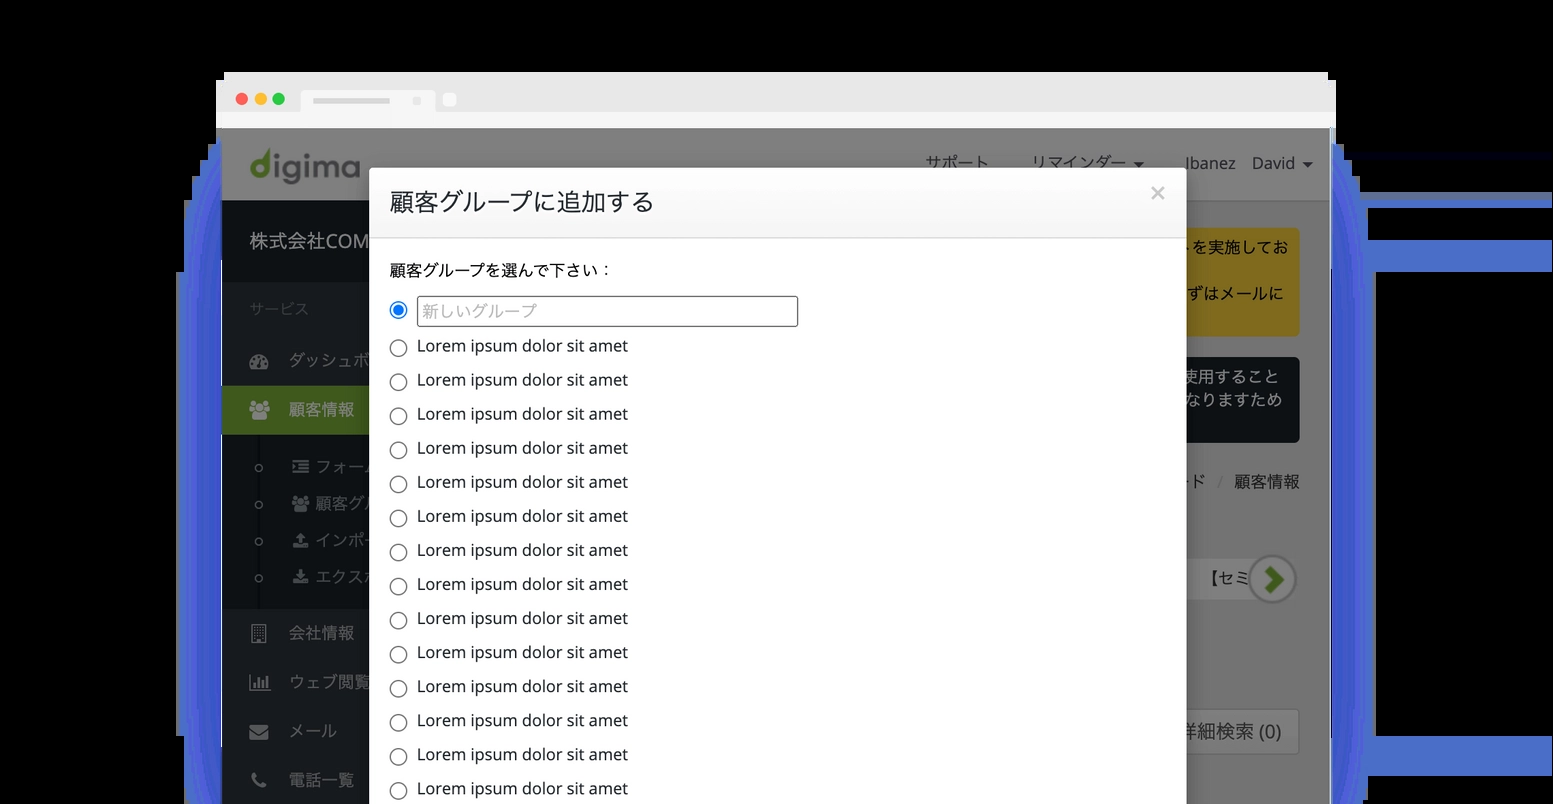 digima
サポート
リマインダー
Ibanez David
株式会社COM
顧客グループに追加する
×
を実施してお
ずはメールに
サービス
顧客グループを選んで下さい：
新しいグループ
Lorem ipsum dolor sit amet
ダッシュボ
Lorem ipsum dolor sit amet
使用すること
なりますため
顧客情報
Lorem ipsum dolor sit amet
Lorem ipsum dolor sit amet
フォーム
Lorem ipsum dolor sit amet
ード / 顧客情報
顧客グル
Lorem ipsum dolor sit amet
インポー
Lorem ipsum dolor sit amet
エクスポ
Lorem ipsum dolor sit amet
【セミ
Lorem ipsum dolor sit amet
会社情報
Lorem ipsum dolor sit amet
ウェブ閲覧
Lorem ipsum dolor sit amet
メール
Lorem ipsum dolor sit amet
詳細検索 (0)
Lorem ipsum dolor sit amet
電話一覧
Lorem ipsum dolor sit amet